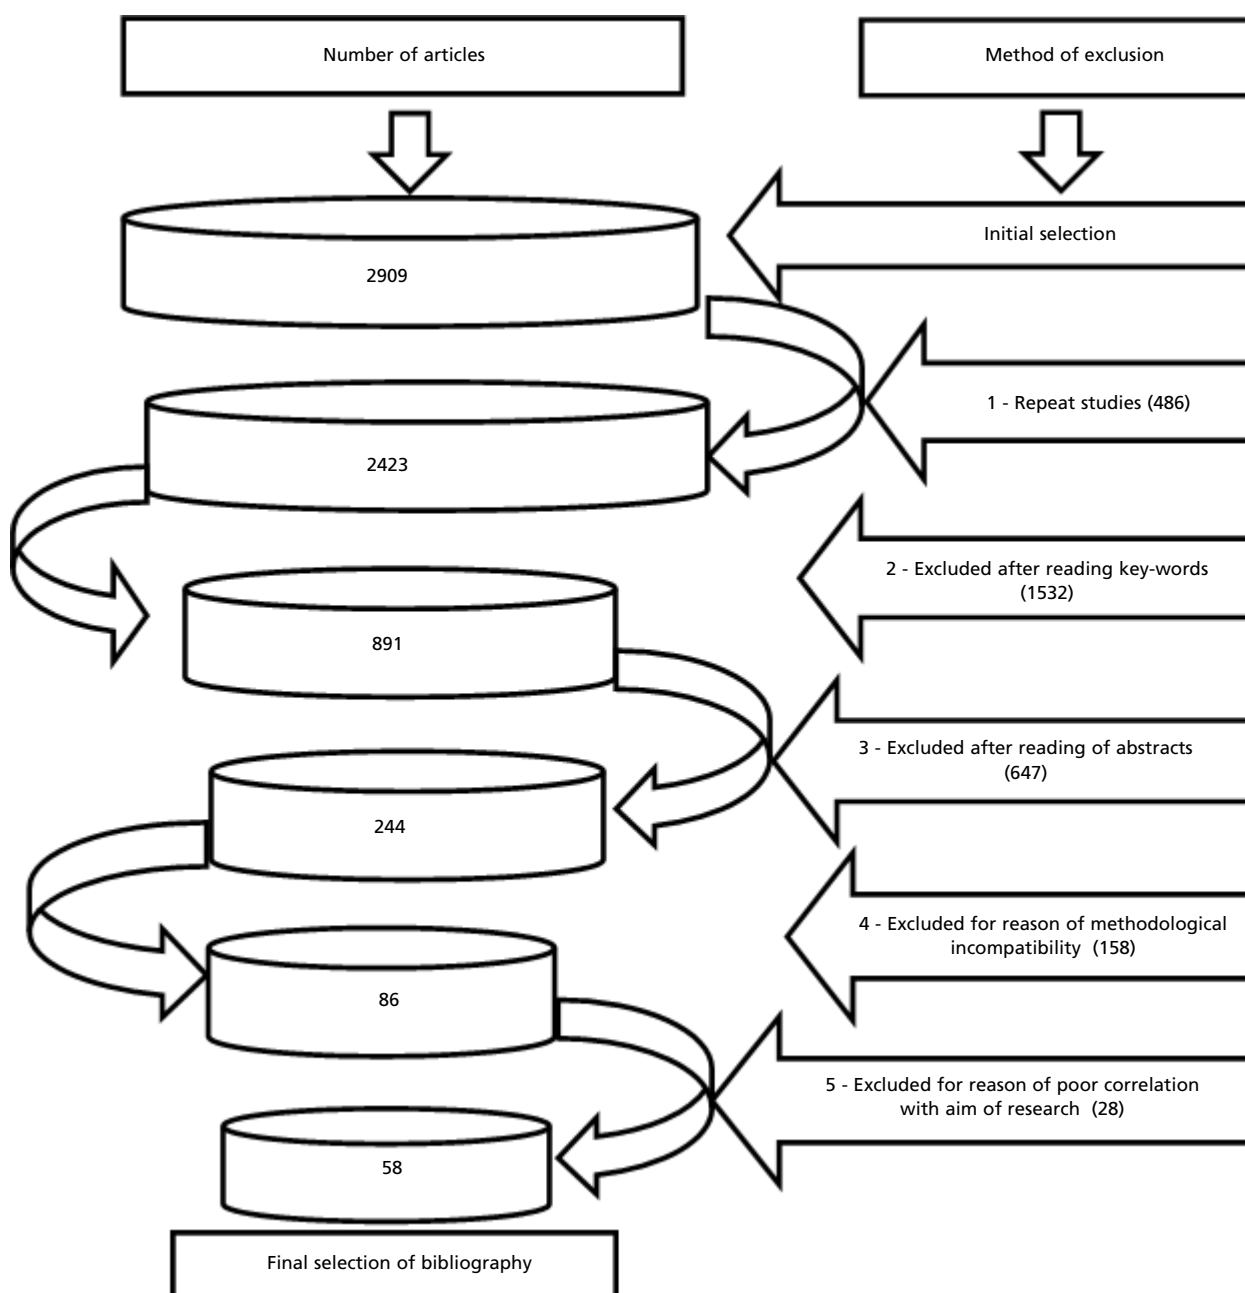 Number of articles
Method of exclusion
Initial selection
2909
1 - Repeat studies (486)
2423
2 - Excluded after reading key-words
(1532)
891
3 - Excluded after reading of abstracts
(647)
244
4 - Excluded for reason of methodological
incompatibility (158)
86
5 - Excluded for reason of poor correlation
with aim of research (28)
58
Final selection of bibliography